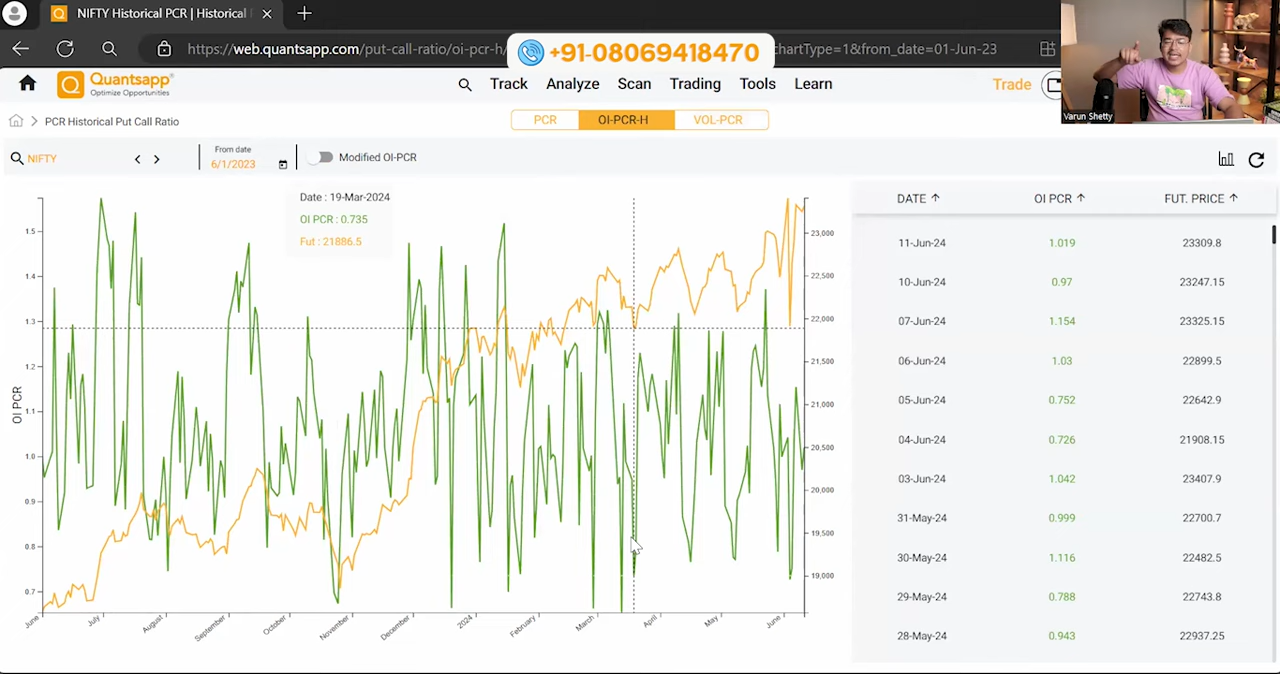 NIFTY Historical PCR | Historical
https://web.quantsapp.com/put-call-ratio/oi-pcr-h/
+91-08069418470
chartType=1&from_date=01-Jun-23
Varun Shetty
Quantsapp
Optimize Opportunities
Track Analyze Scan Trading Tools Learn
Trade
PCR Historical Put Call Ratio
PCR OI-PCR-H VOL-PCR
NIFTY
From date
6/1/2023
Modified OI-PCR
Date : 19-Mar-2024
OI PCR : 0.735
Fut : 21886.5
OI PCR
1.5
1.4
1.3
1.2
1.1
1.0
0.9
0.8
0.7
23,000
22,500
22,000
21,500
21,000
20,500
20,000
19,500
19,000
June July August September October November December 2024 February March April May June
DATE OI PCR FUT. PRICE
11-Jun-24 1.019 23309.8
10-Jun-24 0.97 23247.15
07-Jun-24 1.154 23325.15
06-Jun-24 1.03 22899.5
05-Jun-24 0.752 22642.9
04-Jun-24 0.726 21908.15
03-Jun-24 1.042 23407.9
31-May-24 0.999 22700.7
30-May-24 1.116 22482.5
29-May-24 0.788 22743.8
28-May-24 0.943 22937.25